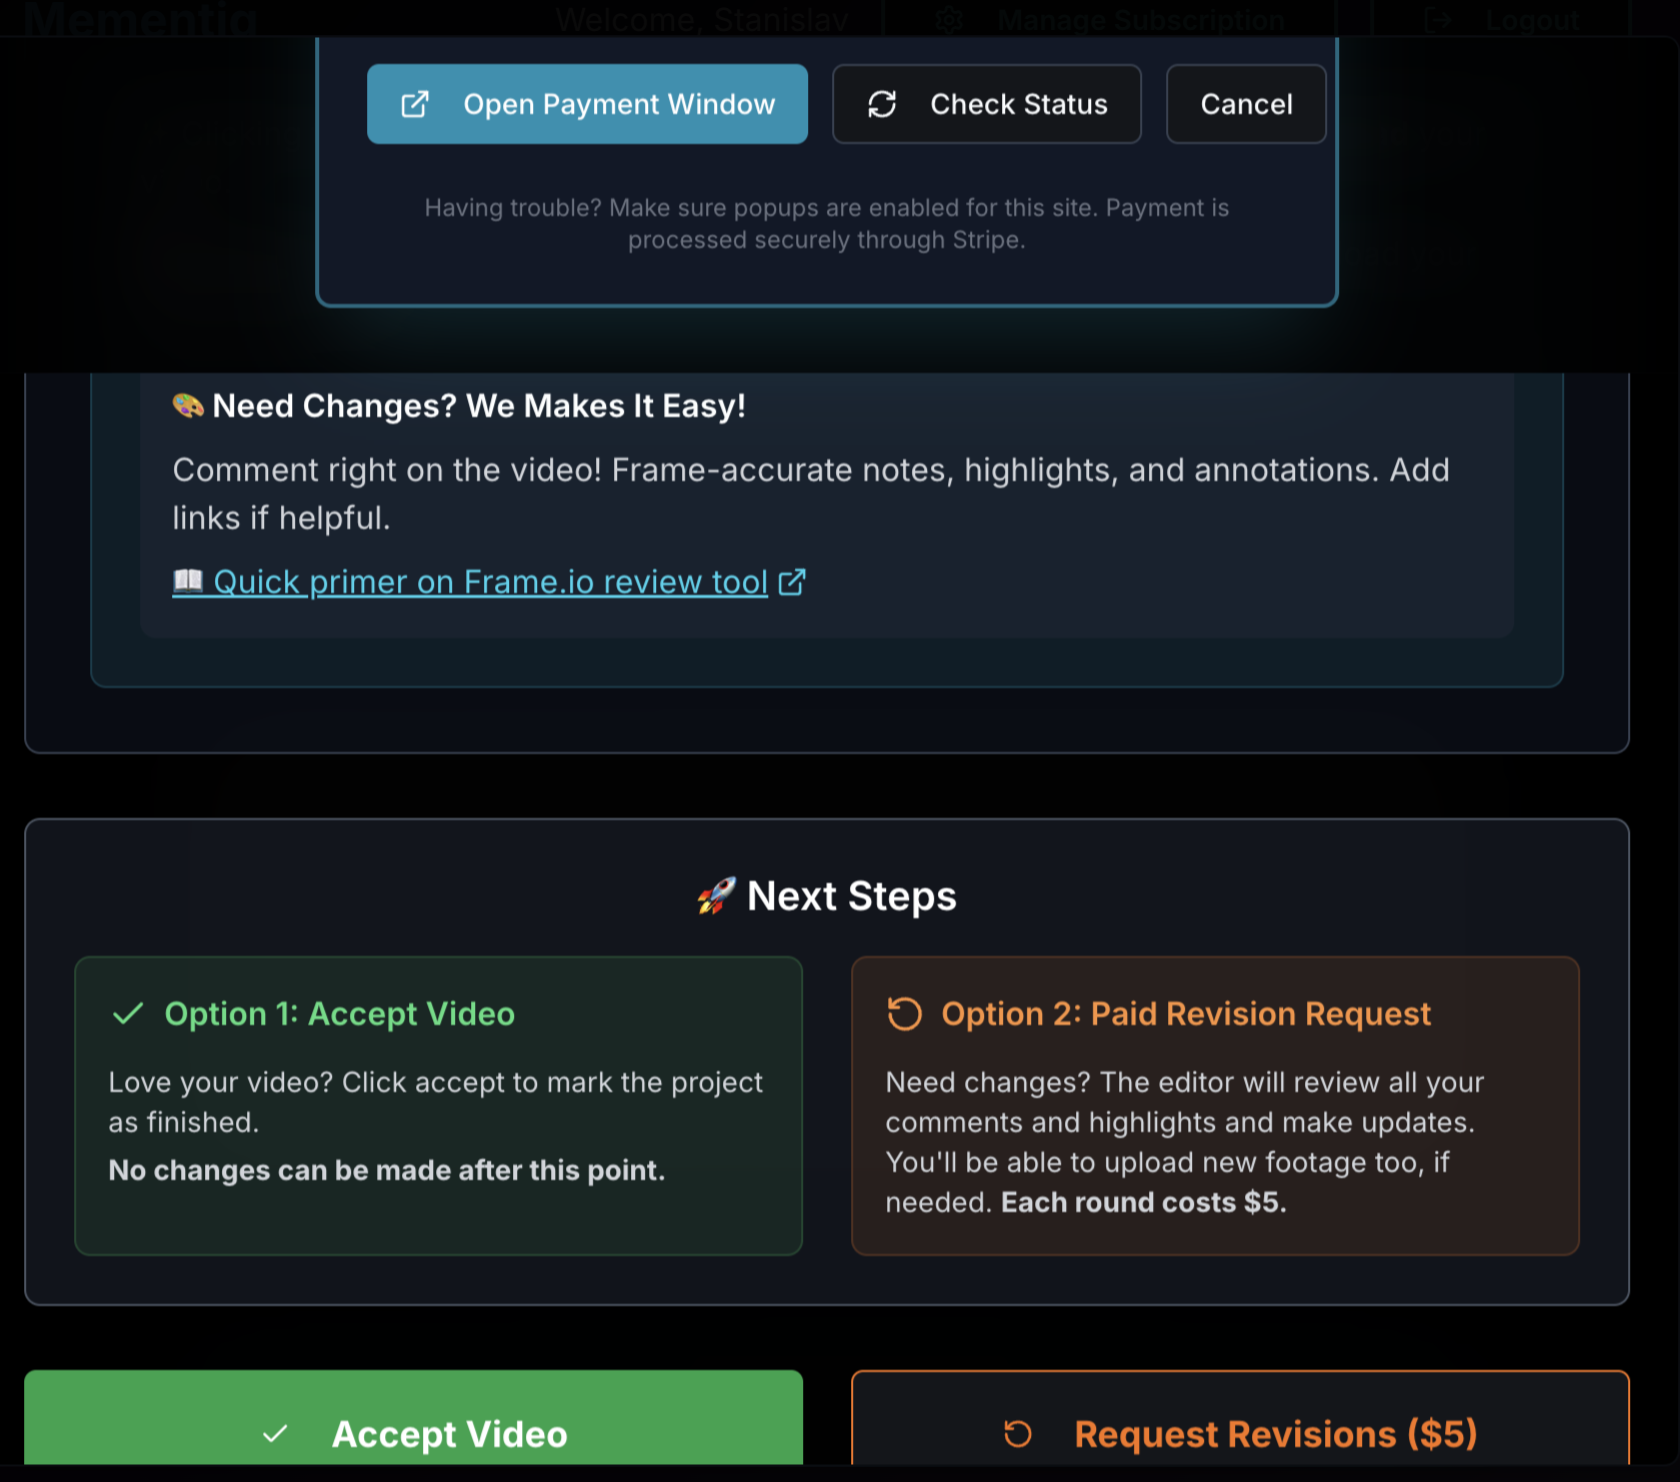 Mementiq
Welcome, Stanislav
Manage Subscription
Logout
Open Payment Window
Check Status
Cancel
Having trouble? Make sure popups are enabled for this site. Payment is
processed securely through Stripe.
🎨 Need Changes? We Makes It Easy!
Comment right on the video! Frame-accurate notes, highlights, and annotations. Add
links if helpful.
📖 Quick primer on Frame.io review tool
🚀 Next Steps
Option 1: Accept Video
Love your video? Click accept to mark the project
as finished.
No changes can be made after this point.
Option 2: Paid Revision Request
Need changes? The editor will review all your
comments and highlights and make updates.
You'll be able to upload new footage too, if
needed. Each round costs $5.
Accept Video
Request Revisions ($5)